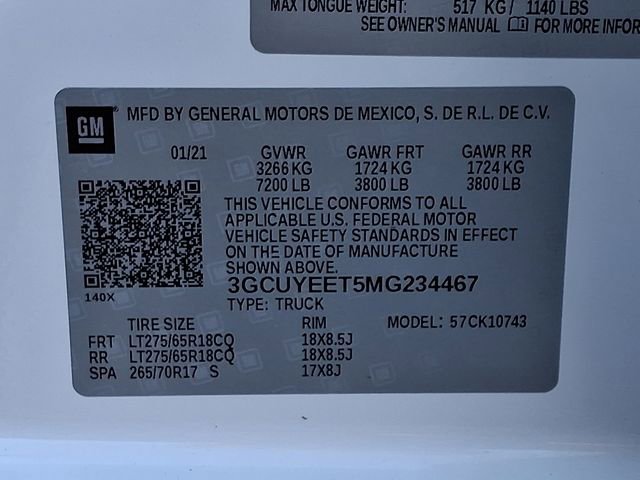 MAX TONGUE WEIGHT: 517 KG/ 1140 LBS
SEE OWNER'S MANUAL FOR MORE INFOR
GM MFD BY GENERAL MOTORS DE MEXICO, S. DE R.L. DE C.V.
01/21 GVWR GAWR FRT GAWR RR
3266 KG 1724 KG 1724 KG
7200 LB 3800 LB 3800 LB
THIS VEHICLE CONFORMS TO ALL
APPLICABLE U.S. FEDERAL MOTOR
VEHICLE SAFETY STANDARDS IN EFFECT
ON THE DATE OF MANUFACTURE
SHOWN ABOVE.
3GCUYEET5MG234467
140X
TYPE: TRUCK
TIRE SIZE RIM MODEL: 57CK10743
FRT LT275/65R18CQ 18X8.5J
RR LT275/65R18CQ 18X8.5J
SPA 265/70R17 S 17X8J